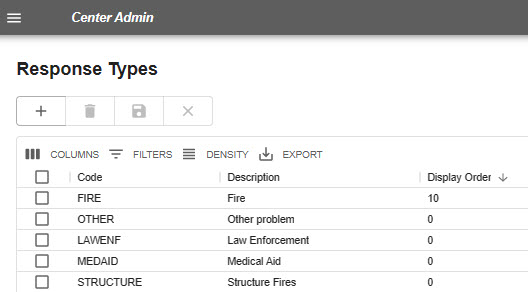 Center Admin
Response Types
COLUMNS FILTERS DENSITY EXPORT
Code Description Display Order
FIRE Fire 10
OTHER Other problem 0
LAWENF Law Enforcement 0
MEDAID Medical Aid 0
STRUCTURE Structure Fires 0